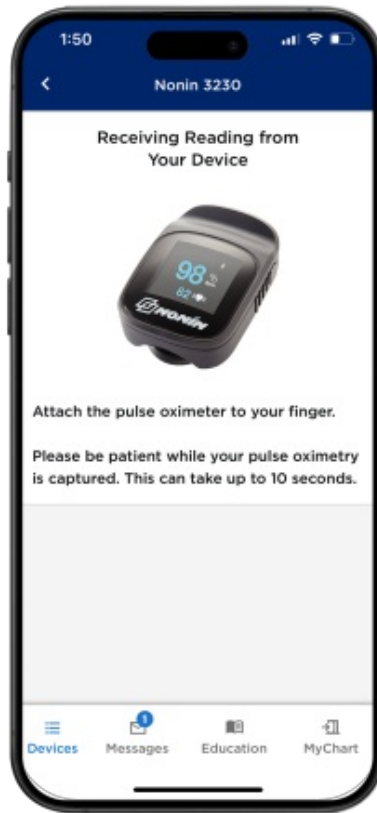 1:50
Nonin 3230
Receiving Reading from
Your Device
98
82
NONIN
Attach the pulse oximeter to your finger.
Please be patient while your pulse oximetry
is captured. This can take up to 10 seconds.
1
Devices Messages Education MyChart